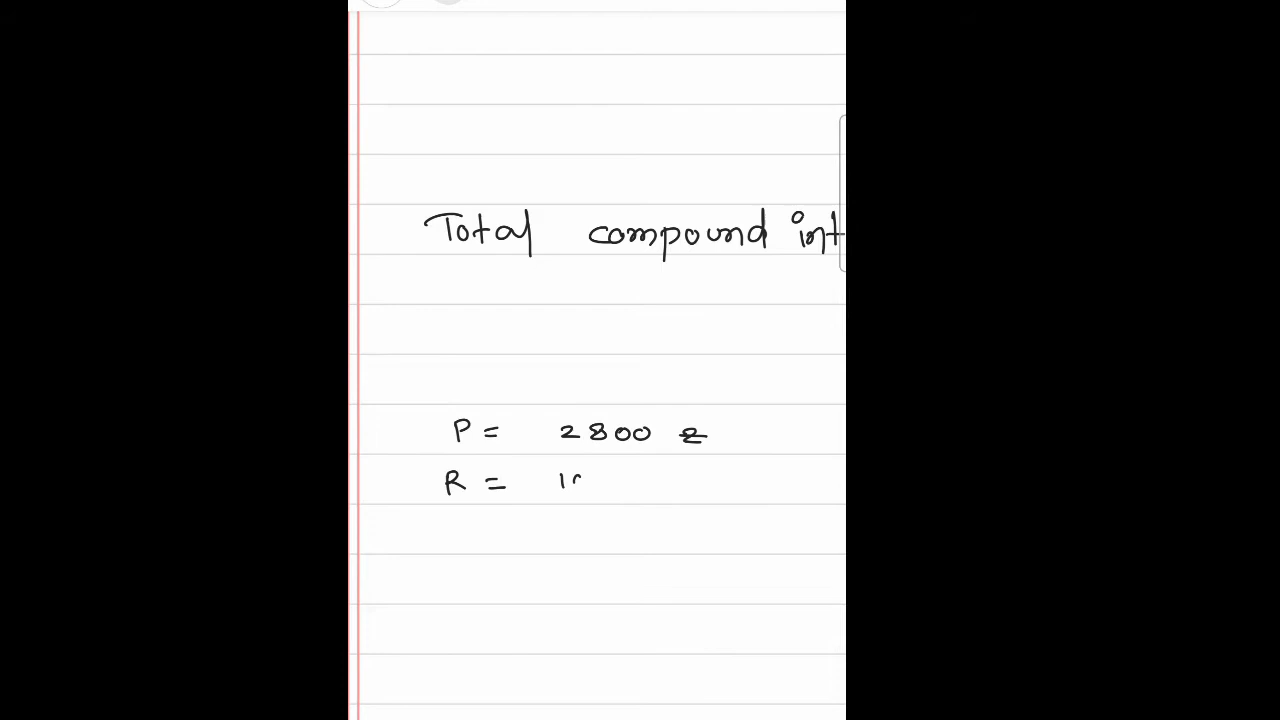 Total compound int
P = 2800
R =